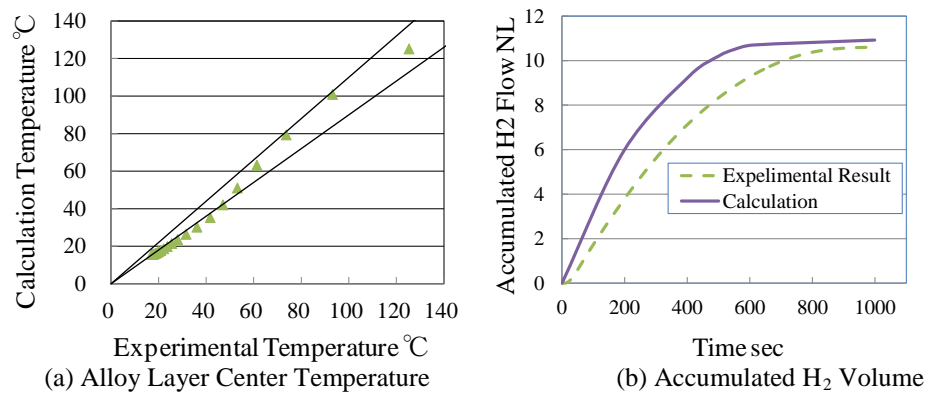 140
120
100
80
60
40
20
0
0 20 40 60 80 100 120 140
Calculation Temperature ℃
Experimental Temperature ℃
(a) Alloy Layer Center Temperature
12
10
8
6
4
2
0
0 200 400 600 800 1000
Accumulated H2 Flow NL
Expelimental Result
Calculation
Time sec
(b) Accumulated H₂ Volume